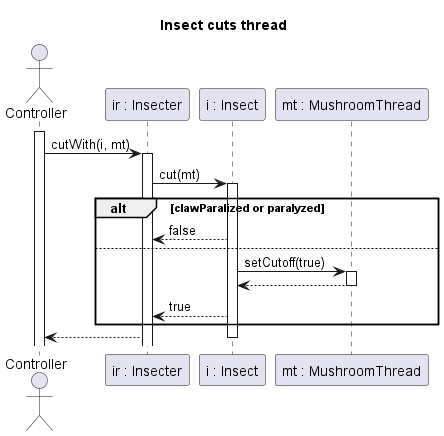 Insect cuts thread
Controller
ir : Insecter
i : Insect
mt : MushroomThread
cutWith(i, mt)
cut(mt)
alt
[clawParalized or paralyzed]
false
setCutoff(true)
true
Controller
ir : Insecter
i : Insect
mt : MushroomThread